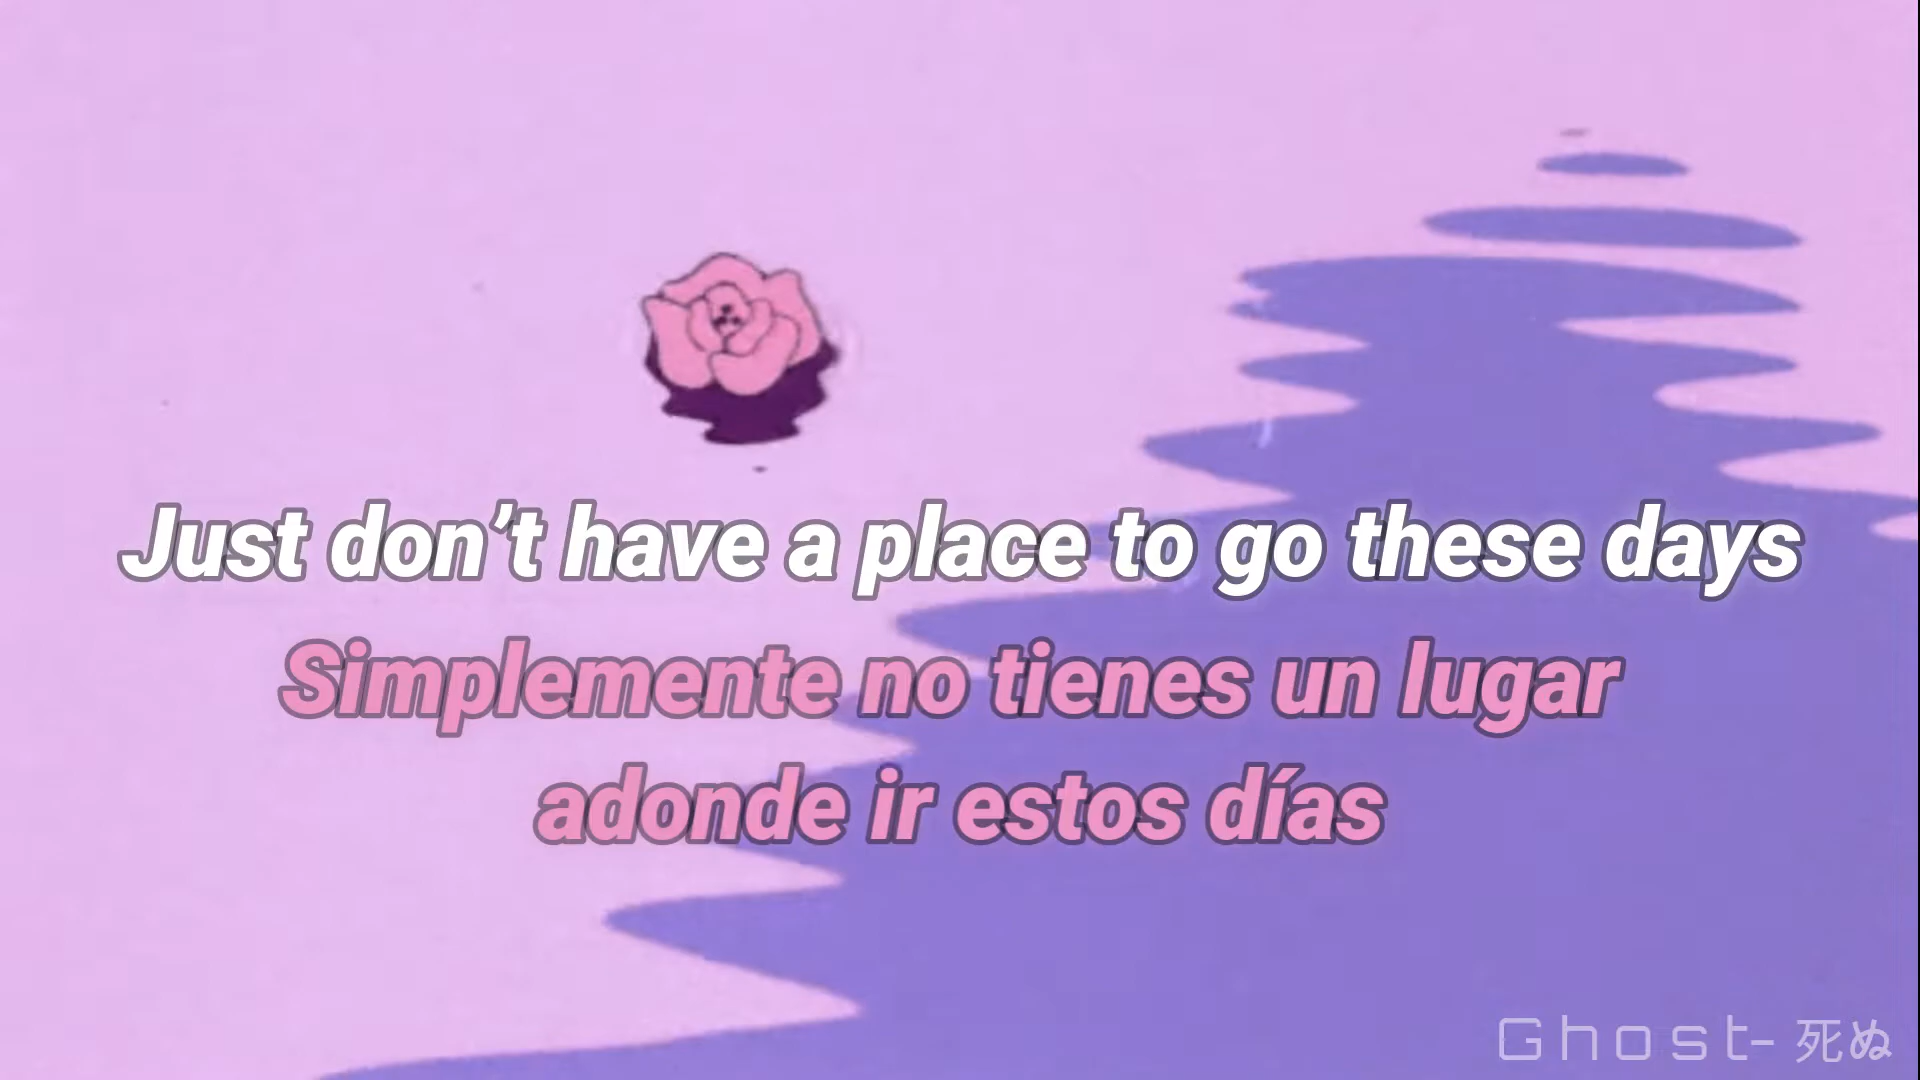 Just don’t have a place to go these days
Simplemente no tienes un lugar
adonde ir estos días
Ghost- 死ぬ